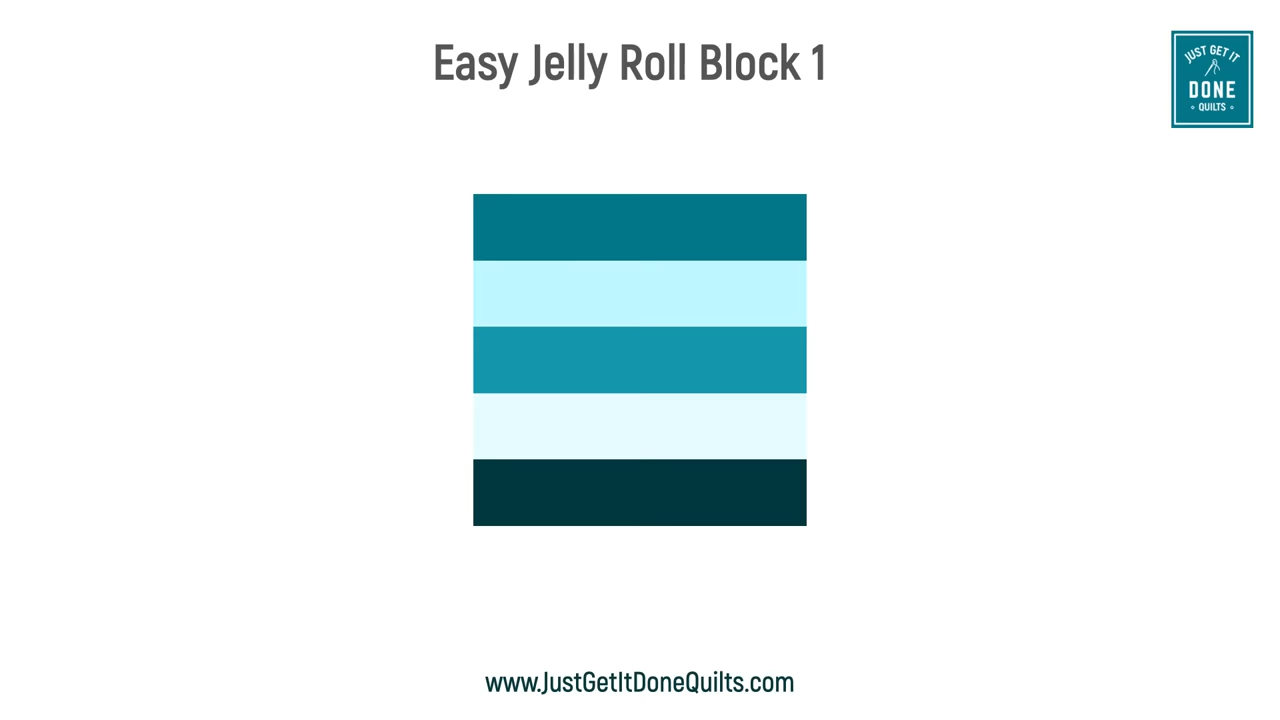 Easy Jelly Roll Block 1
JUST GET IT
DONE
QUILTS
www.JustGetItDoneQuilts.com